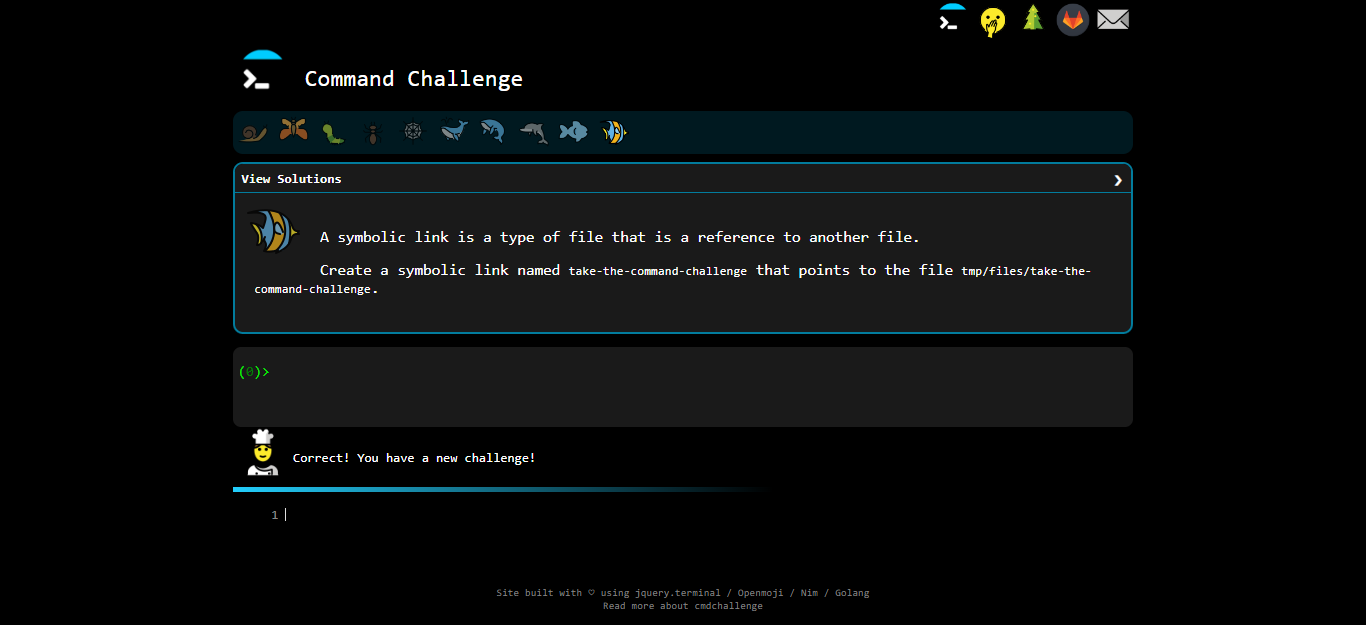 Command Challenge
View Solutions
A symbolic link is a type of file that is a reference to another file.
Create a symbolic link named take-the-command-challenge that points to the file tmp/files/take-the-
command-challenge.
(0)>
Correct! You have a new challenge!
1
Site built with ♡ using jquery.terminal / Openmoji / Nim / Golang
Read more about cmdchallenge